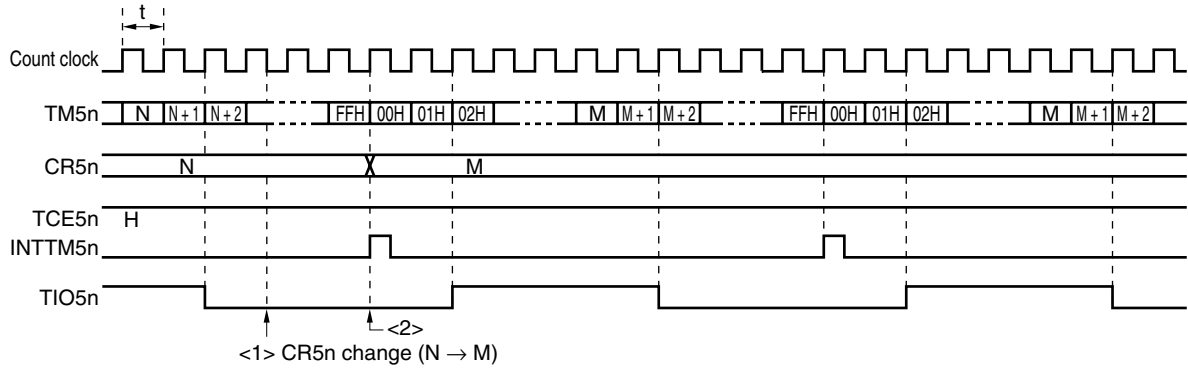 t
Count clock
TM5n N N + 1 N + 2 FFH 00H 01H 02H M M + 1 M + 2 FFH 00H 01H 02H M M + 1 M + 2
CR5n N M
TCE5n H
INTTM5n
TIO5n
<2>
<1> CR5n change (N → M)